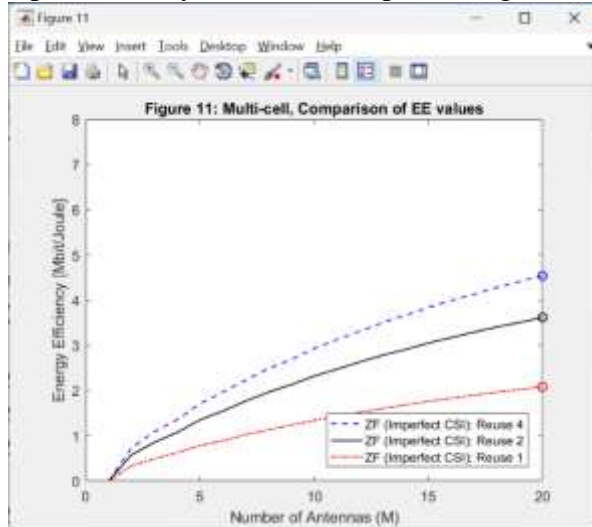 Figure 11
File Edit View Insert Tools Desktop Window Help
Figure 11: Multi-cell, Comparison of EE values
8
7
6
5
4
3
2
1
0
Energy Efficiency [Mbit/Joule]
ZF (Imperfect CSI): Reuse 4
ZF (Imperfect CSI): Reuse 2
ZF (Imperfect CSI): Reuse 1
0 5 10 15 20
Number of Antennas (M)